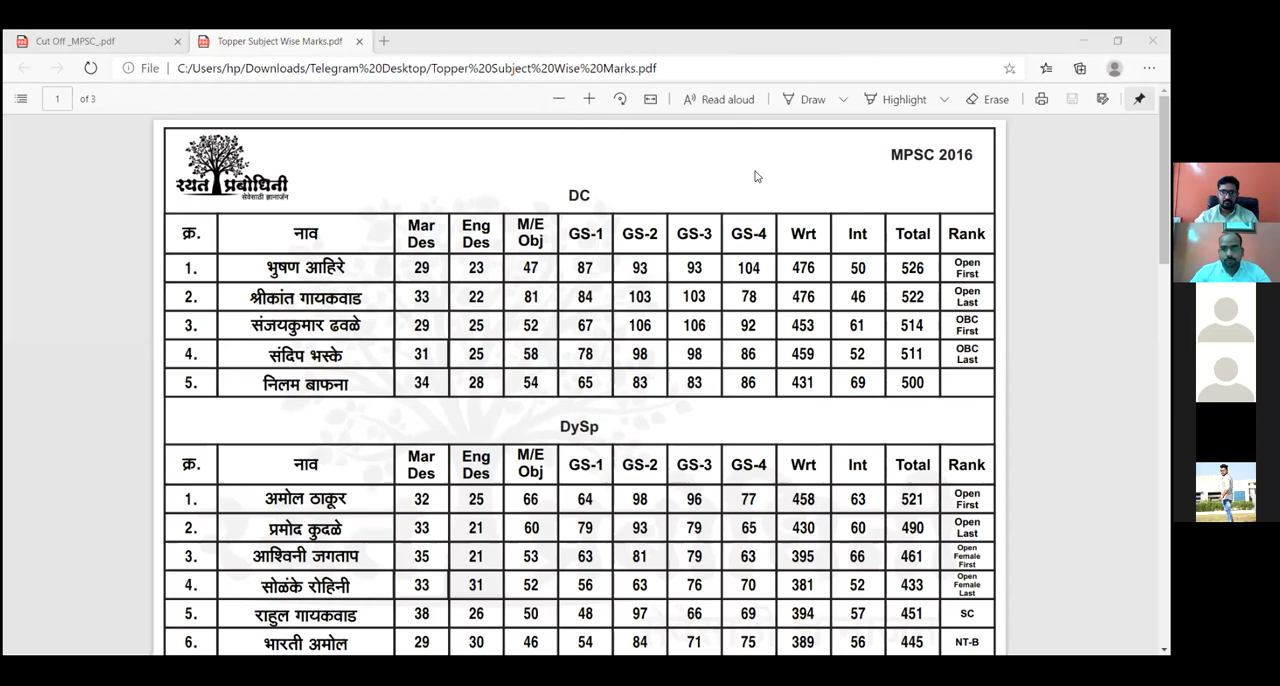 Cut Off _MPSC_.pdf
Topper Subject Wise Marks.pdf
File C:/Users/hp/Downloads/Telegram%20Desktop/Topper%20Subject%20Wise%20Marks.pdf
1 of 3 Read aloud Draw Highlight Erase
रयत प्रबोधिनी
सेवेसाठी ज्ञानार्जन
MPSC 2016
DC
क्र. नाव Mar Des Eng Des M/E Obj GS-1 GS-2 GS-3 GS-4 Wrt Int Total Rank
1. भुषण आहिरे 29 23 47 87 93 93 104 476 50 526 Open First
2. श्रीकांत गायकवाड 33 22 81 84 103 103 78 476 46 522 Open Last
3. संजयकुमार ढवळे 29 25 52 67 106 106 92 453 61 514 OBC First
4. संदिप भस्के 31 25 58 78 98 98 86 459 52 511 OBC Last
5. निलम बाफना 34 28 54 65 83 83 86 431 69 500
DySp
क्र. नाव Mar Des Eng Des M/E Obj GS-1 GS-2 GS-3 GS-4 Wrt Int Total Rank
1. अमोल ठाकूर 32 25 66 64 98 96 77 458 63 521 Open First
2. प्रमोद कुदळे 33 21 60 79 93 79 65 430 60 490 Open Last
3. आश्विनी जगताप 35 21 53 63 81 79 63 395 66 461 Open Female First
4. सोळंके रोहिनी 33 31 52 56 63 76 70 381 52 433 Open Female Last
5. राहुल गायकवाड 38 26 50 48 97 66 69 394 57 451 SC
6. भारती अमोल 29 30 46 54 84 71 75 389 56 445 NT-B